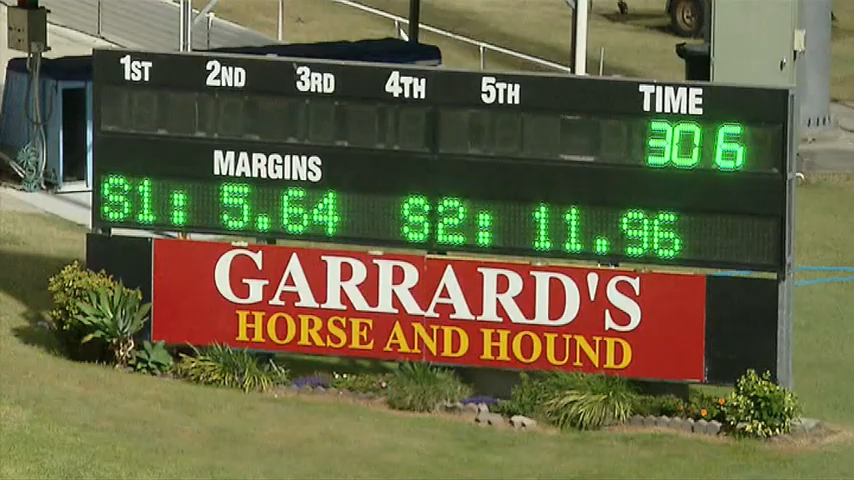 1ST 2ND 3RD 4TH 5TH TIME
30 6
MARGINS
S1: 5.64 S2: 11.96
GARRARD'S
HORSE AND HOUND